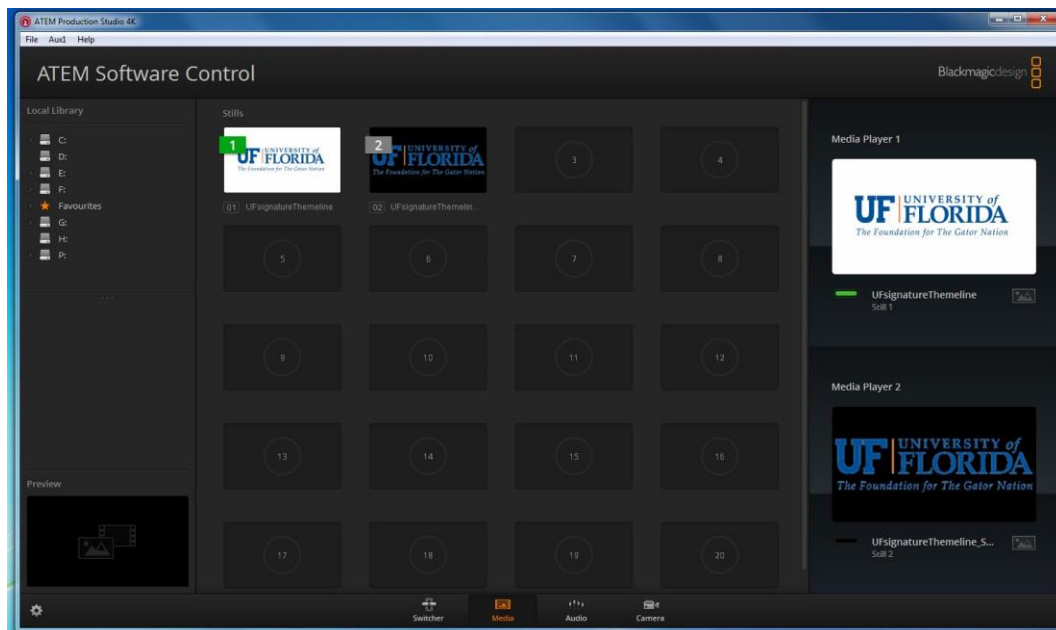 ATEM Production Studio 4K
File Aux1 Help
ATEM Software Control
Blackmagicdesign
Local Library
C:
D:
E:
F:
Favourites
G:
H:
P:
Preview
Stills
1
UF UNIVERSITY of
FLORIDA
The Foundation for The Gator Nation
01 UFsignatureThemeline
2
UF UNIVERSITY of
FLORIDA
The Foundation for The Gator Nation
02 UFsignatureThemelin...
3
4
5
6
7
8
9
10
11
12
13
14
15
16
17
18
19
20
Media Player 1
UF UNIVERSITY of
FLORIDA
The Foundation for The Gator Nation
UFsignatureThemeline
Still 1
Media Player 2
UF UNIVERSITY of
FLORIDA
The Foundation for The Gator Nation
UFsignatureThemeline_S...
Still 2
Switcher
Media
Audio
Camera